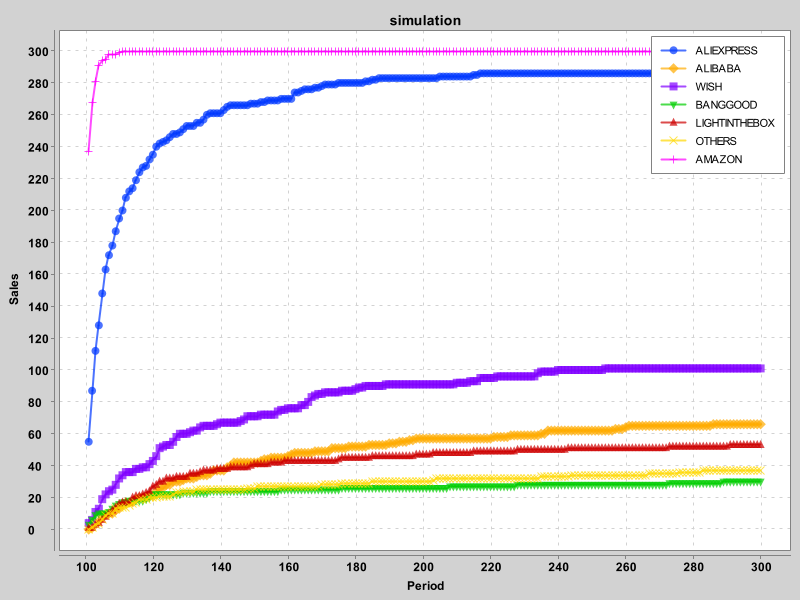 simulation
Sales
300
280
260
240
220
200
180
160
140
120
100
80
60
40
20
0
ALIEXPRESS
ALIBABA
WISH
BANGGOOD
LIGHTINTHEBOX
OTHERS
AMAZON
100 120 140 160 180 200 220 240 260 280 300
Period